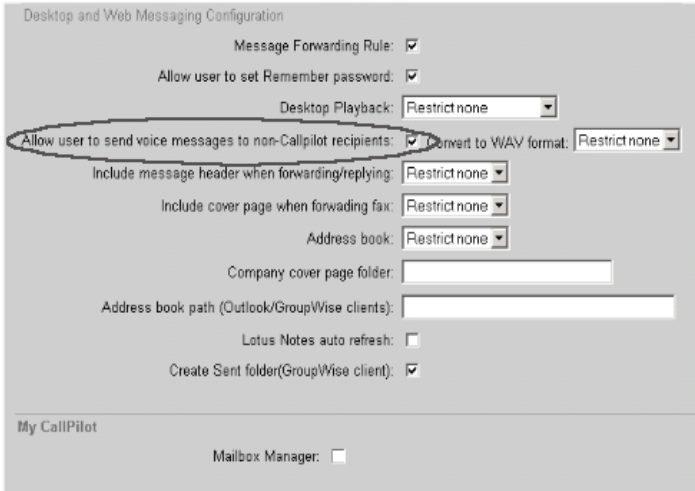 Desktop and Web Messaging Configuration
Message Forwarding Rule:
Allow user to set Remember password:
Desktop Playback: Restrict none
Allow user to send voice messages to non-Callpilot recipients: Convert to WAV format: Restrict none
Include message header when forwarding/replying: Restrict none
Include cover page when forwading fax: Restrict none
Address book: Restrict none
Company cover page folder:
Address book path (Outlook/GroupWise clients):
Lotus Notes auto refresh:
Create Sent folder(GroupWise client):
My CallPilot
Mailbox Manager: